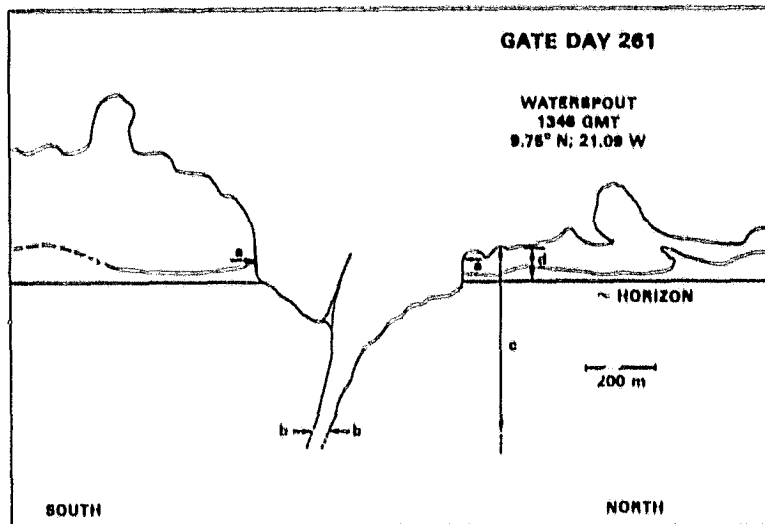 GATE DAY 261
WATERSPOUT
1346 GMT
9.75° N; 21.09 W
a
a
d
~ HORIZON
c
200 m
b
b
SOUTH
NORTH